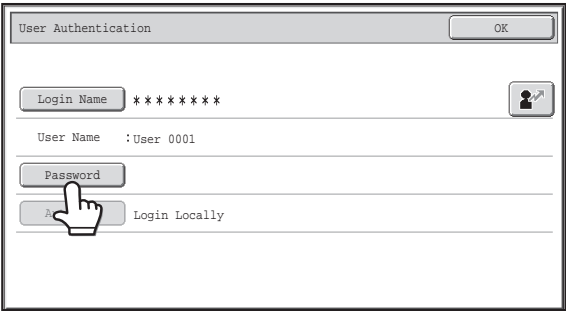 User Authentication OK
Login Name ********
User Name :User 0001
Password
Login Locally